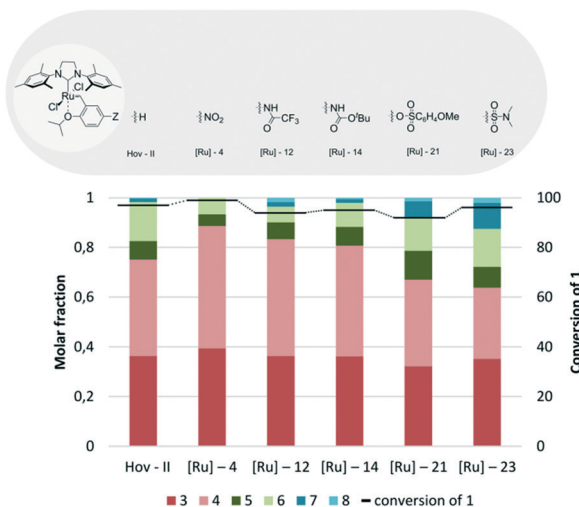 N N
Cl
Ru
Cl
O Z
H
NO₂
NH
O CF₃
NH
O OᵗBu
O
O S C₆H₄OMe
O
O
S N
O
Hov - II
[Ru] - 4
[Ru] - 12
[Ru] - 14
[Ru] - 21
[Ru] - 23
Molar fraction
1
0,8
0,6
0,4
0,2
0
100
80
60
40
20
0
Conversion of 1
Hov - II [Ru] – 4 [Ru] – 12 [Ru] – 14 [Ru] – 21 [Ru] – 23
3 4 5 6 7 8 conversion of 1